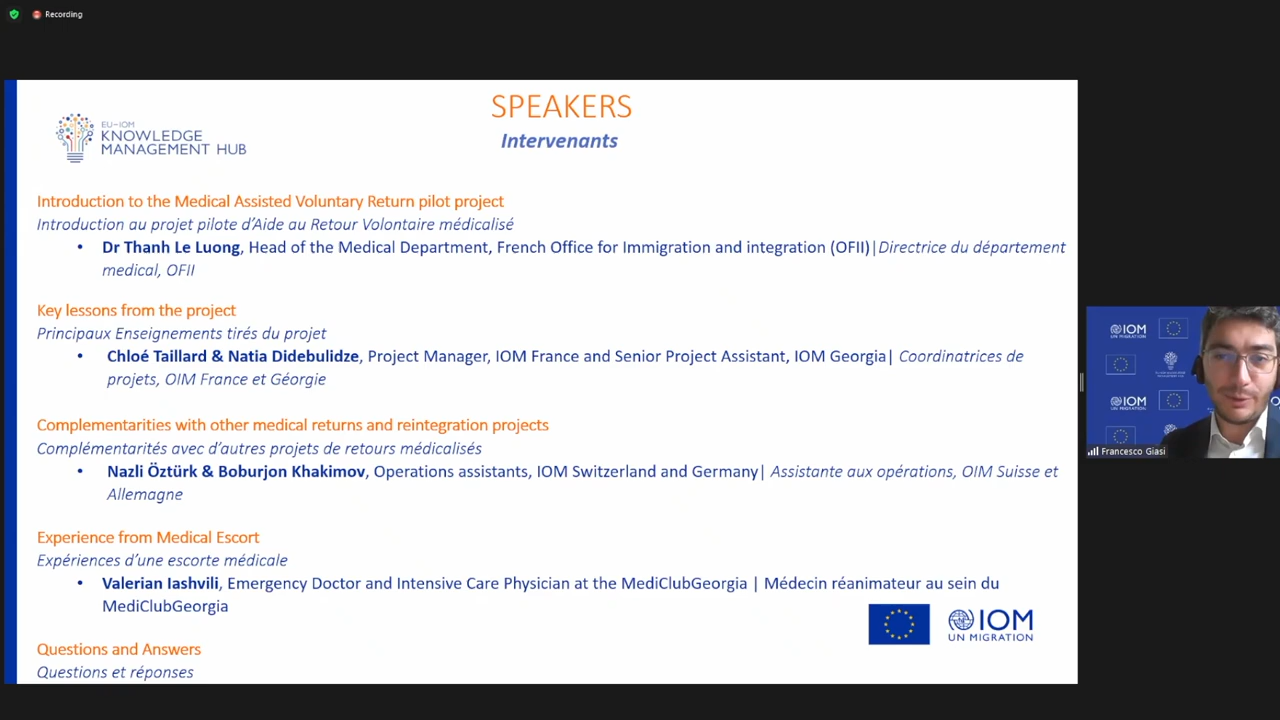 Recording
SPEAKERS
Intervenants
EU-IOM
KNOWLEDGE
MANAGEMENT HUB
Introduction to the Medical Assisted Voluntary Return pilot project
Introduction au projet pilote d’Aide au Retour Volontaire médicalisé
• Dr Thanh Le Luong, Head of the Medical Department, French Office for Immigration and integration (OFII)|Directrice du département
medical, OFII
Key lessons from the project
Principaux Enseignements tirés du projet
• Chloé Taillard & Natia Didebulidze, Project Manager, IOM France and Senior Project Assistant, IOM Georgia| Coordinatrices de
projets, OIM France et Géorgie
Complementarities with other medical returns and reintegration projects
Complémentarités avec d’autres projets de retours médicalisés
• Nazli Öztürk & Boburjon Khakimov, Operations assistants, IOM Switzerland and Germany| Assistante aux opérations, OIM Suisse et
Allemagne
Experience from Medical Escort
Expériences d’une escorte médicale
• Valerian Iashvili, Emergency Doctor and Intensive Care Physician at the MediClubGeorgia | Médecin réanimateur au sein du
MediClubGeorgia
IOM
UN MIGRATION
Questions and Answers
Questions et réponses
IOM
UN MIGRATION
IOM
Francesco Giasi